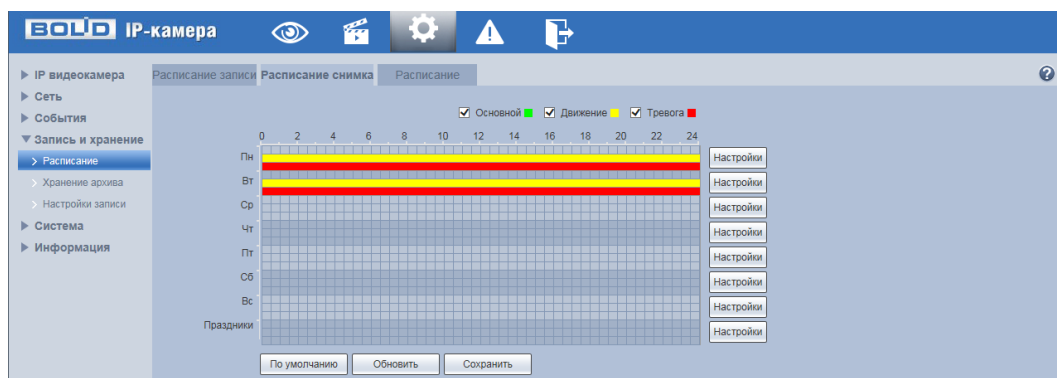 BOLID IP-камера
IP видеокамера
Сеть
События
Запись и хранение
Расписание
Хранение архива
Настройки записи
Система
Информация
Расписание записи Расписание снимка Расписание
Основной Движение Тревога
0 2 4 6 8 10 12 14 16 18 20 22 24
Пн Настройки
Вт Настройки
Ср Настройки
Чт Настройки
Пт Настройки
Сб Настройки
Вс Настройки
Праздники Настройки
По умолчанию Обновить Сохранить